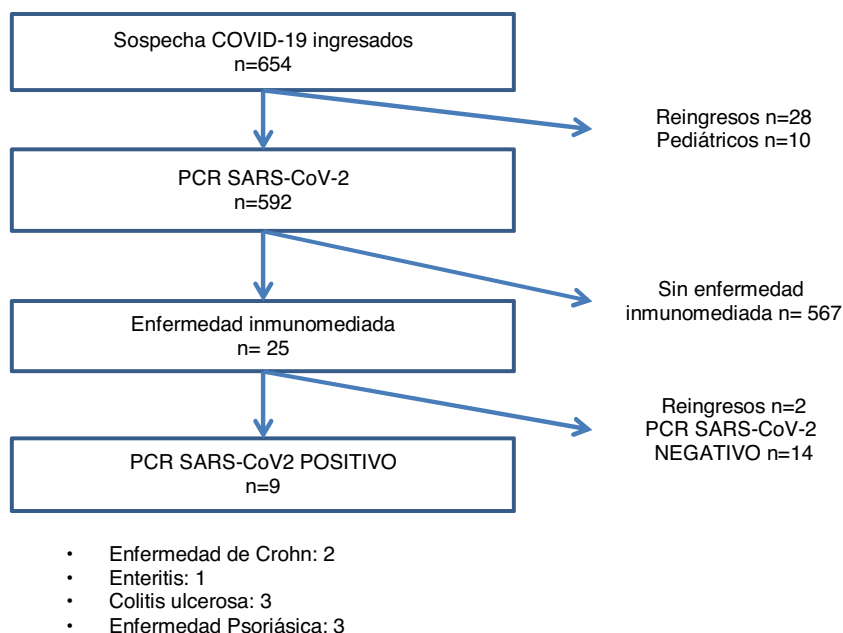 Sospecha COVID-19 ingresados
n=654
Reingresos n=28
Pediátricos n=10
PCR SARS-CoV-2
n=592
Sin enfermedad
inmunomediada n= 567
Enfermedad inmunomediada
n= 25
Reingresos n=2
PCR SARS-CoV-2
NEGATIVO n=14
PCR SARS-CoV2 POSITIVO
n=9
• Enfermedad de Crohn: 2
• Enteritis: 1
• Colitis ulcerosa: 3
• Enfermedad Psoriásica: 3